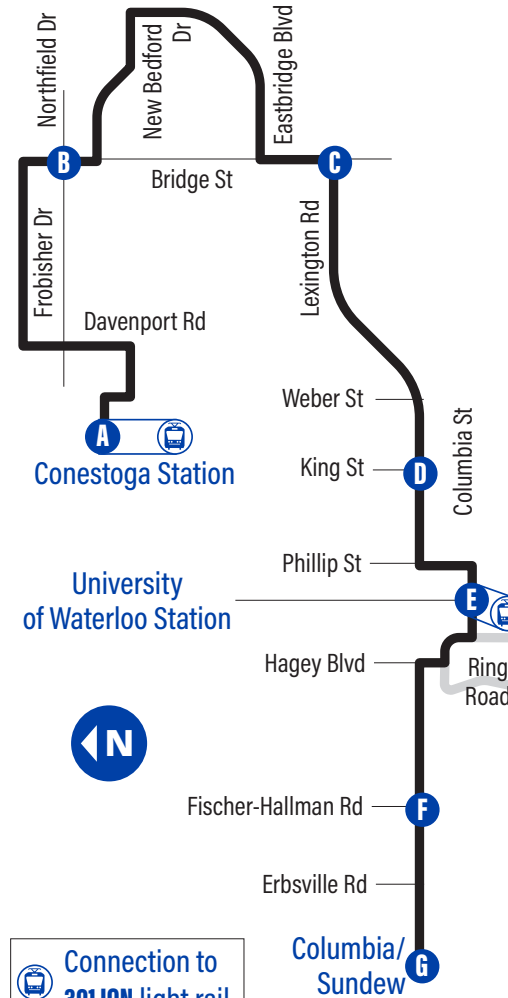 Northfield Dr
New Bedford
Dr
Eastbridge Blvd
B
C
Bridge St
Frobisher Dr
Lexington Rd
Davenport Rd
Weber St
A
Conestoga Station
King St
D
Columbia St
Phillip St
University
of Waterloo Station
E
Hagey Blvd
Ring
Road
N
Fischer-Hallman Rd
F
Erbsville Rd
Columbia/
Sundew
G
Connection to
301 ION light rail